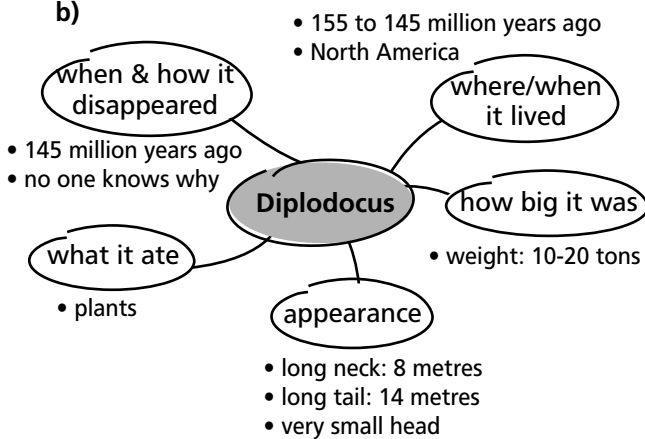 b)
when & how it
disappeared
• 145 million years ago
• no one knows why
• 155 to 145 million years ago
• North America
where/when
it lived
Diplodocus
how big it was
• weight: 10-20 tons
what it ate
• plants
appearance
• long neck: 8 metres
• long tail: 14 metres
• very small head